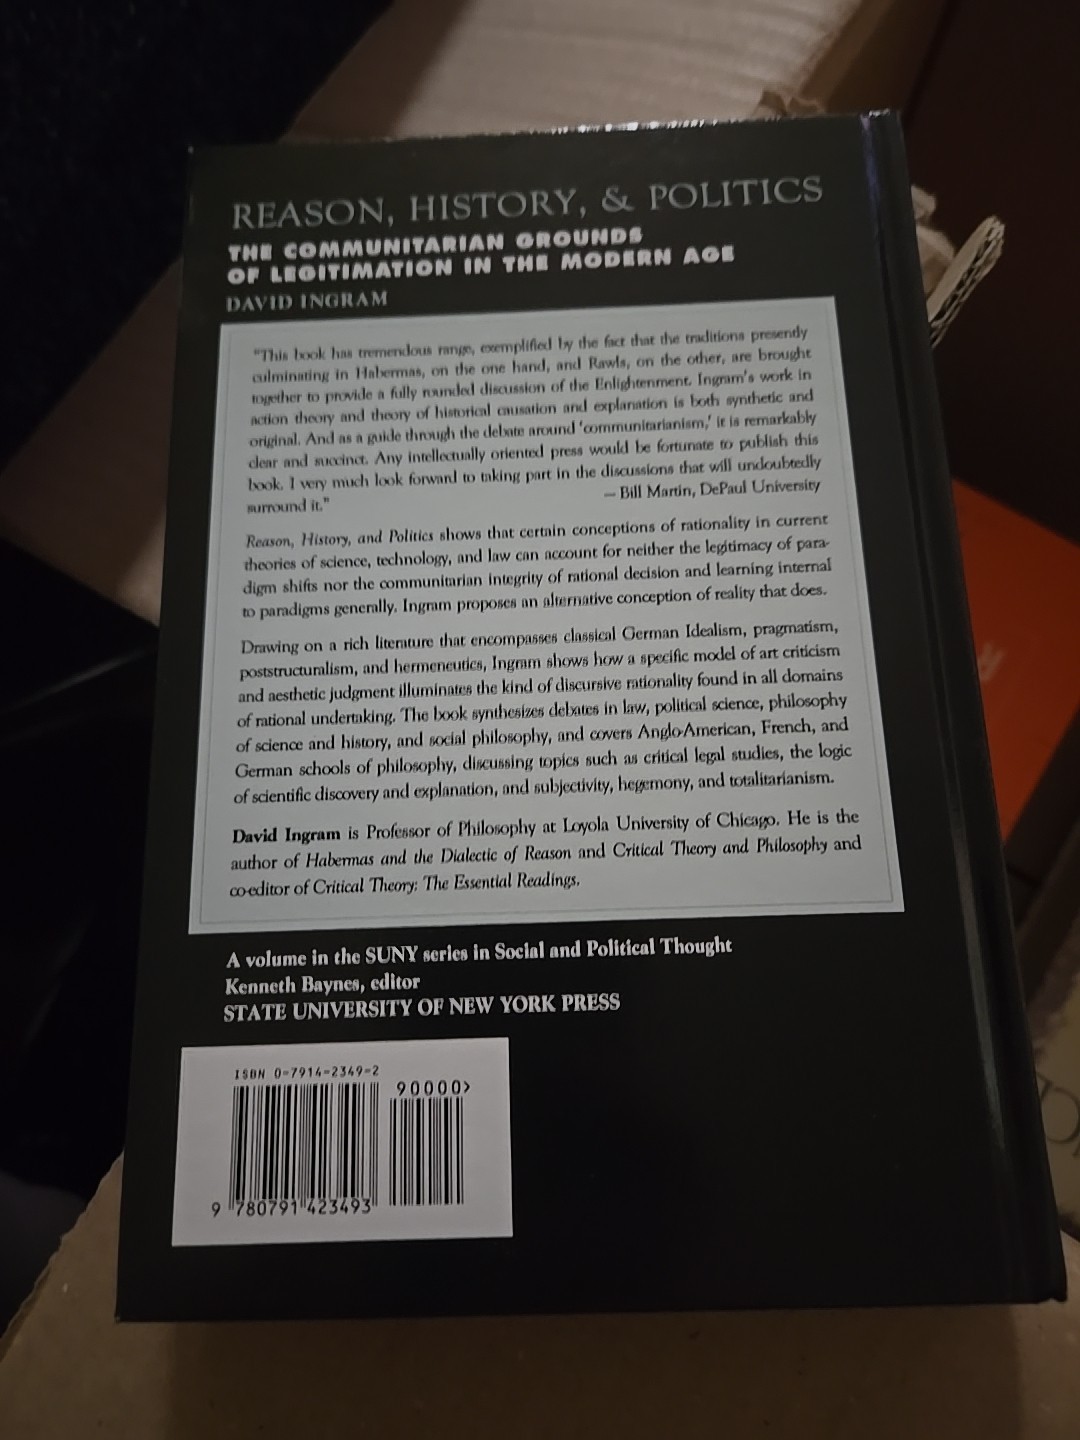 REASON, HISTORY, & POLITICS
THE COMMUNITARIAN GROUNDS
OF LEGITIMATION IN THE MODERN AGE
DAVID INGRAM
"This book has tremendous range, exemplified by the fact that the traditions presently
culminating in Habermas, on the one hand, and Rawls, on the other, are brought
together to provide a fully rounded discussion of the Enlightenment. Ingram's work in
action theory and theory of historical causation and explanation is both synthetic and
original. And as a guide through the debate around 'communitarianism,' it is remarkably
clear and succinct. Any intellectually oriented press would be fortunate to publish this
book. I very much look forward to taking part in the discussions that will undoubtedly
surround it."
— Bill Martin, DePaul University
Reason, History, and Politics shows that certain conceptions of rationality in current
theories of science, technology, and law can account for neither the legitimacy of para-
digm shifts nor the communitarian integrity of rational decision and learning internal
to paradigms generally. Ingram proposes an alternative conception of reality that does.
Drawing on a rich literature that encompasses classical German Idealism, pragmatism,
poststructuralism, and hermeneutics, Ingram shows how a specific model of art criticism
and aesthetic judgment illuminates the kind of discursive rationality found in all domains
of rational undertaking. The book synthesizes debates in law, political science, philosophy
of science and history, and social philosophy, and covers Anglo-American, French, and
German schools of philosophy, discussing topics such as critical legal studies, the logic
of scientific discovery and explanation, and subjectivity, hegemony, and totalitarianism.
David Ingram is Professor of Philosophy at Loyola University of Chicago. He is the
author of Habermas and the Dialectic of Reason and Critical Theory and Philosophy and
co-editor of Critical Theory: The Essential Readings.
A volume in the SUNY series in Social and Political Thought
Kenneth Baynes, editor
STATE UNIVERSITY OF NEW YORK PRESS
ISBN 0-7914-2349-2
90000>
9 780791 423493